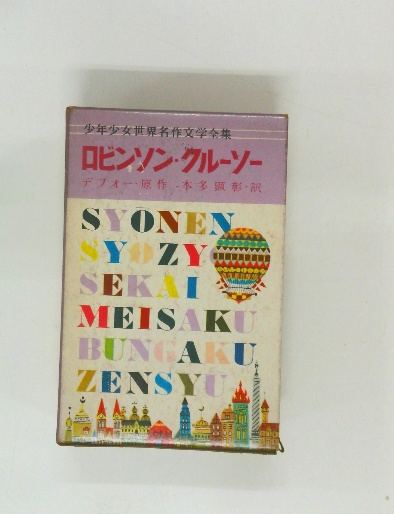 少年少女世界名作文学全集
ロビンソン・クルーソー
デフォー・原作 本多顕彰・訳
SYŌNEN
SYOZYO
SEKAI
MEISAKU
BUNGAKU
ZENSYU